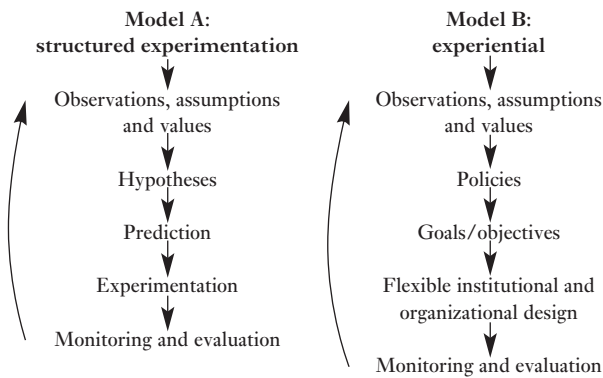 Model A:
structured experimentation
Observations, assumptions
and values
Hypotheses
Prediction
Experimentation
Monitoring and evaluation
Model B:
experiential
Observations, assumptions
and values
Policies
Goals/objectives
Flexible institutional and
organizational design
Monitoring and evaluation